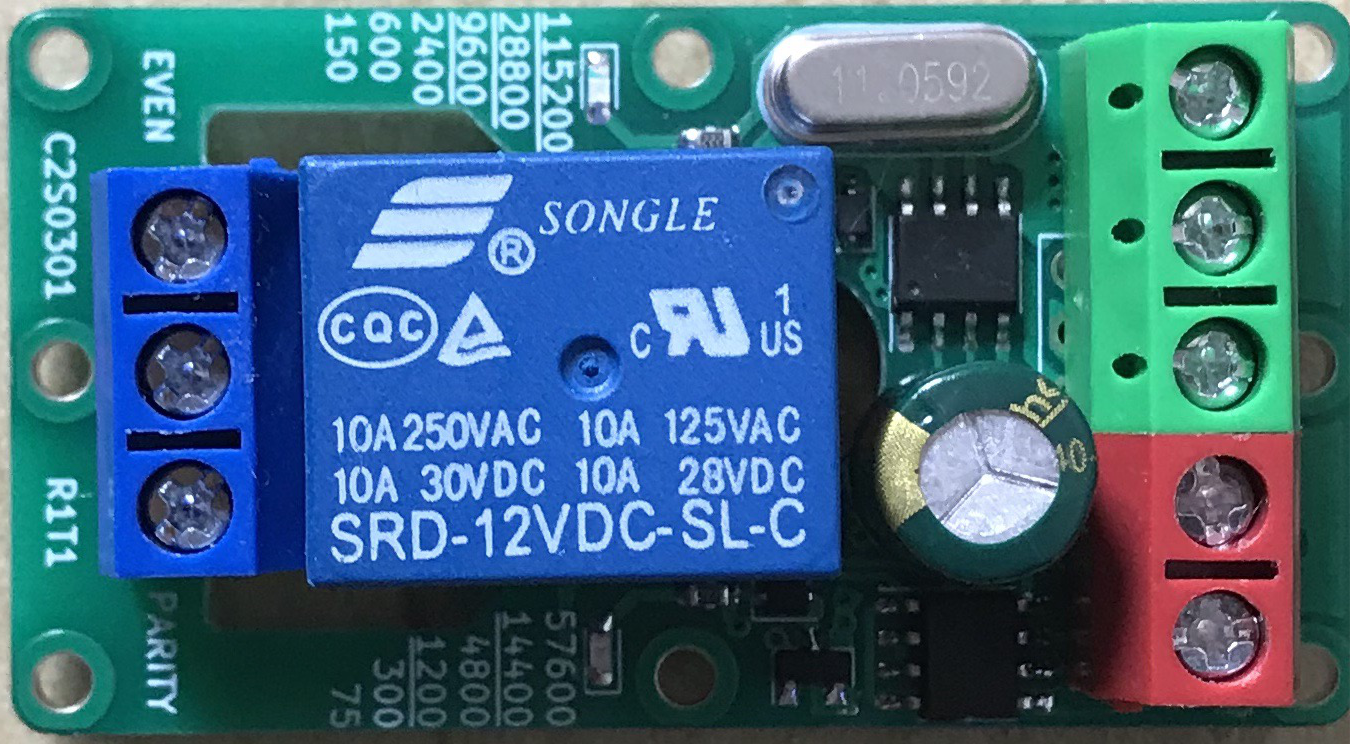 115200
28800
9600
2400
600
150
EVEN
C2S0301
R1T1
PARITY
11.0592
® SONGLE
CQC
C RU US 1
10A 250VAC 10A 125VAC
10A 30VDC 10A 28VDC
SRD-12VDC-SL-C
57600
14400
4800
1200
300
75